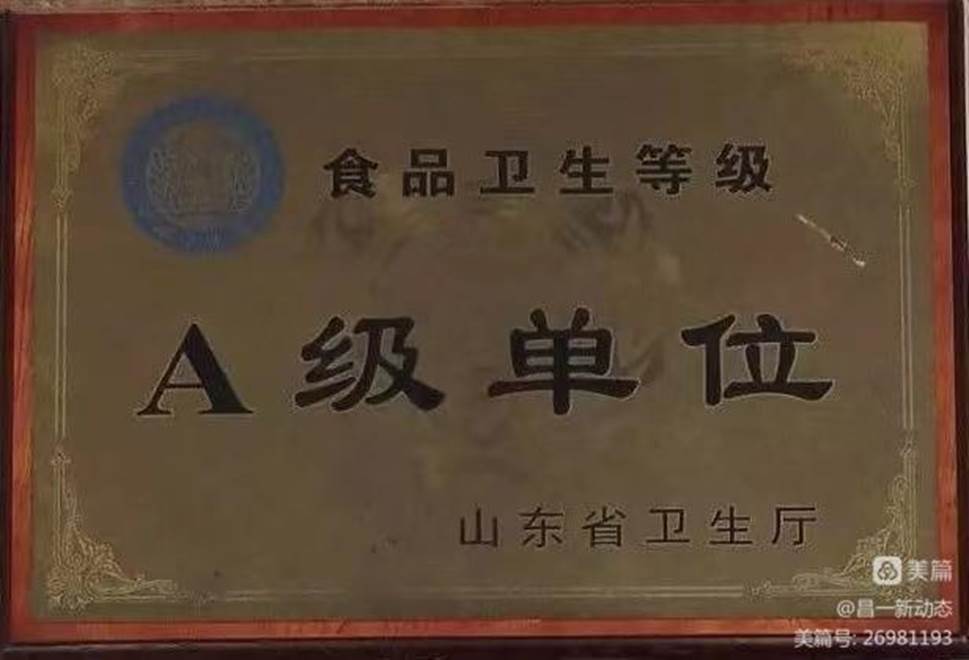 食品卫生等级
A级单位
山东省卫生厅
美篇
@昌一新动态
美篇号: 26981193